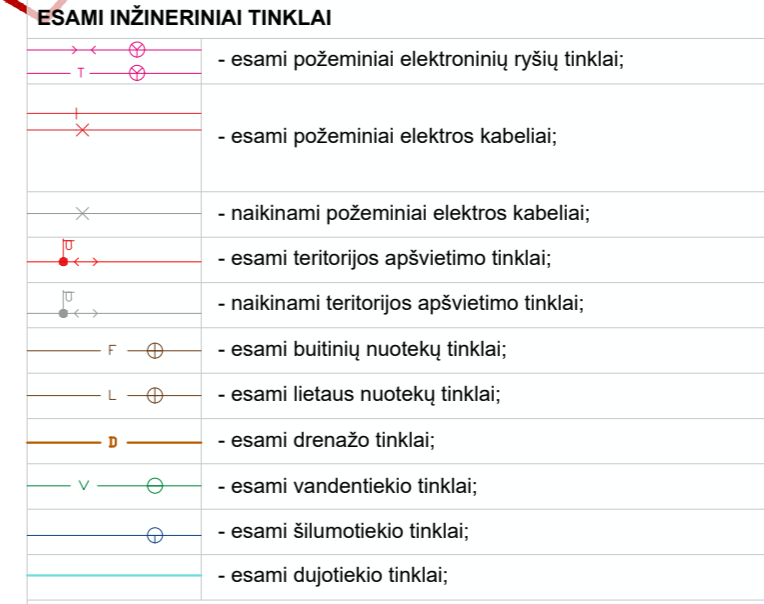 ESAMI INŽINERINIAI TINKLAI
- esami požeminiai elektroninių ryšių tinklai;
T
- esami požeminiai elektros kabeliai;
- naikinami požeminiai elektros kabeliai;
- esami teritorijos apšvietimo tinklai;
- naikinami teritorijos apšvietimo tinklai;
F - esami buitinių nuotekų tinklai;
L - esami lietaus nuotekų tinklai;
D - esami drenažo tinklai;
V - esami vandentiekio tinklai;
- esami šilumotiekio tinklai;
- esami dujotiekio tinklai;